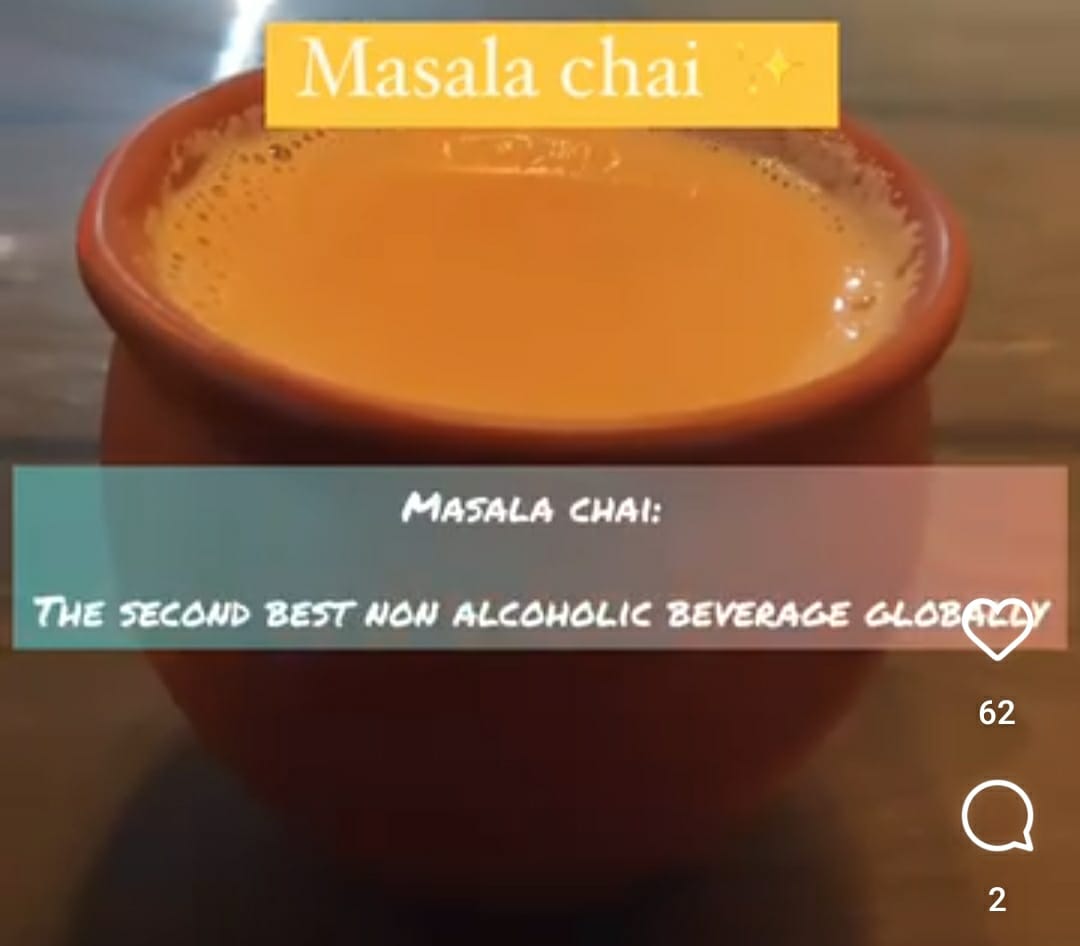 Masala chai ✨
Masala chai:
The second best non alcoholic beverage globally
62
2